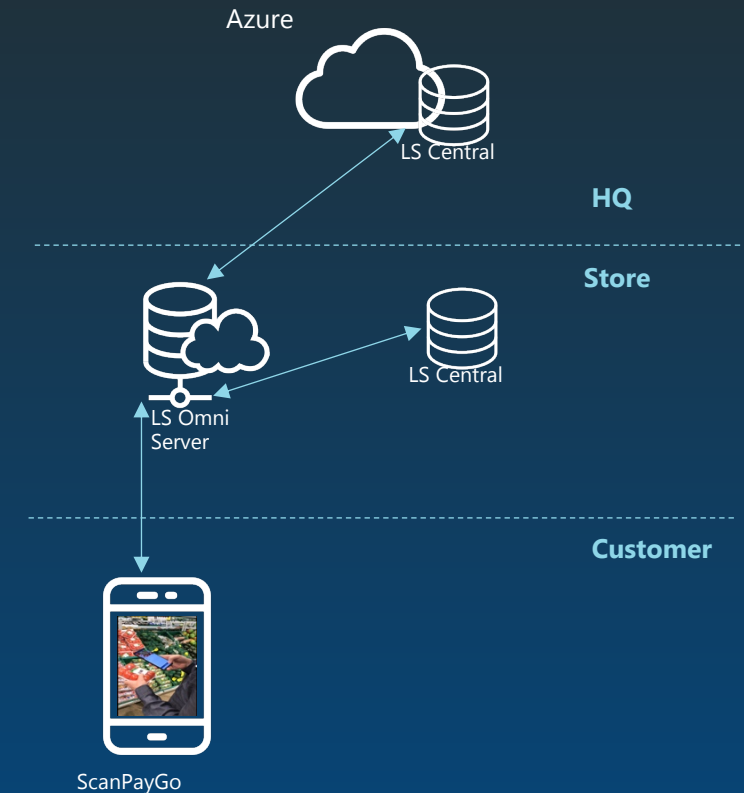 Azure
LS Central
HQ
Store
LS Central
LS Omni
Server
Customer
ScanPayGo